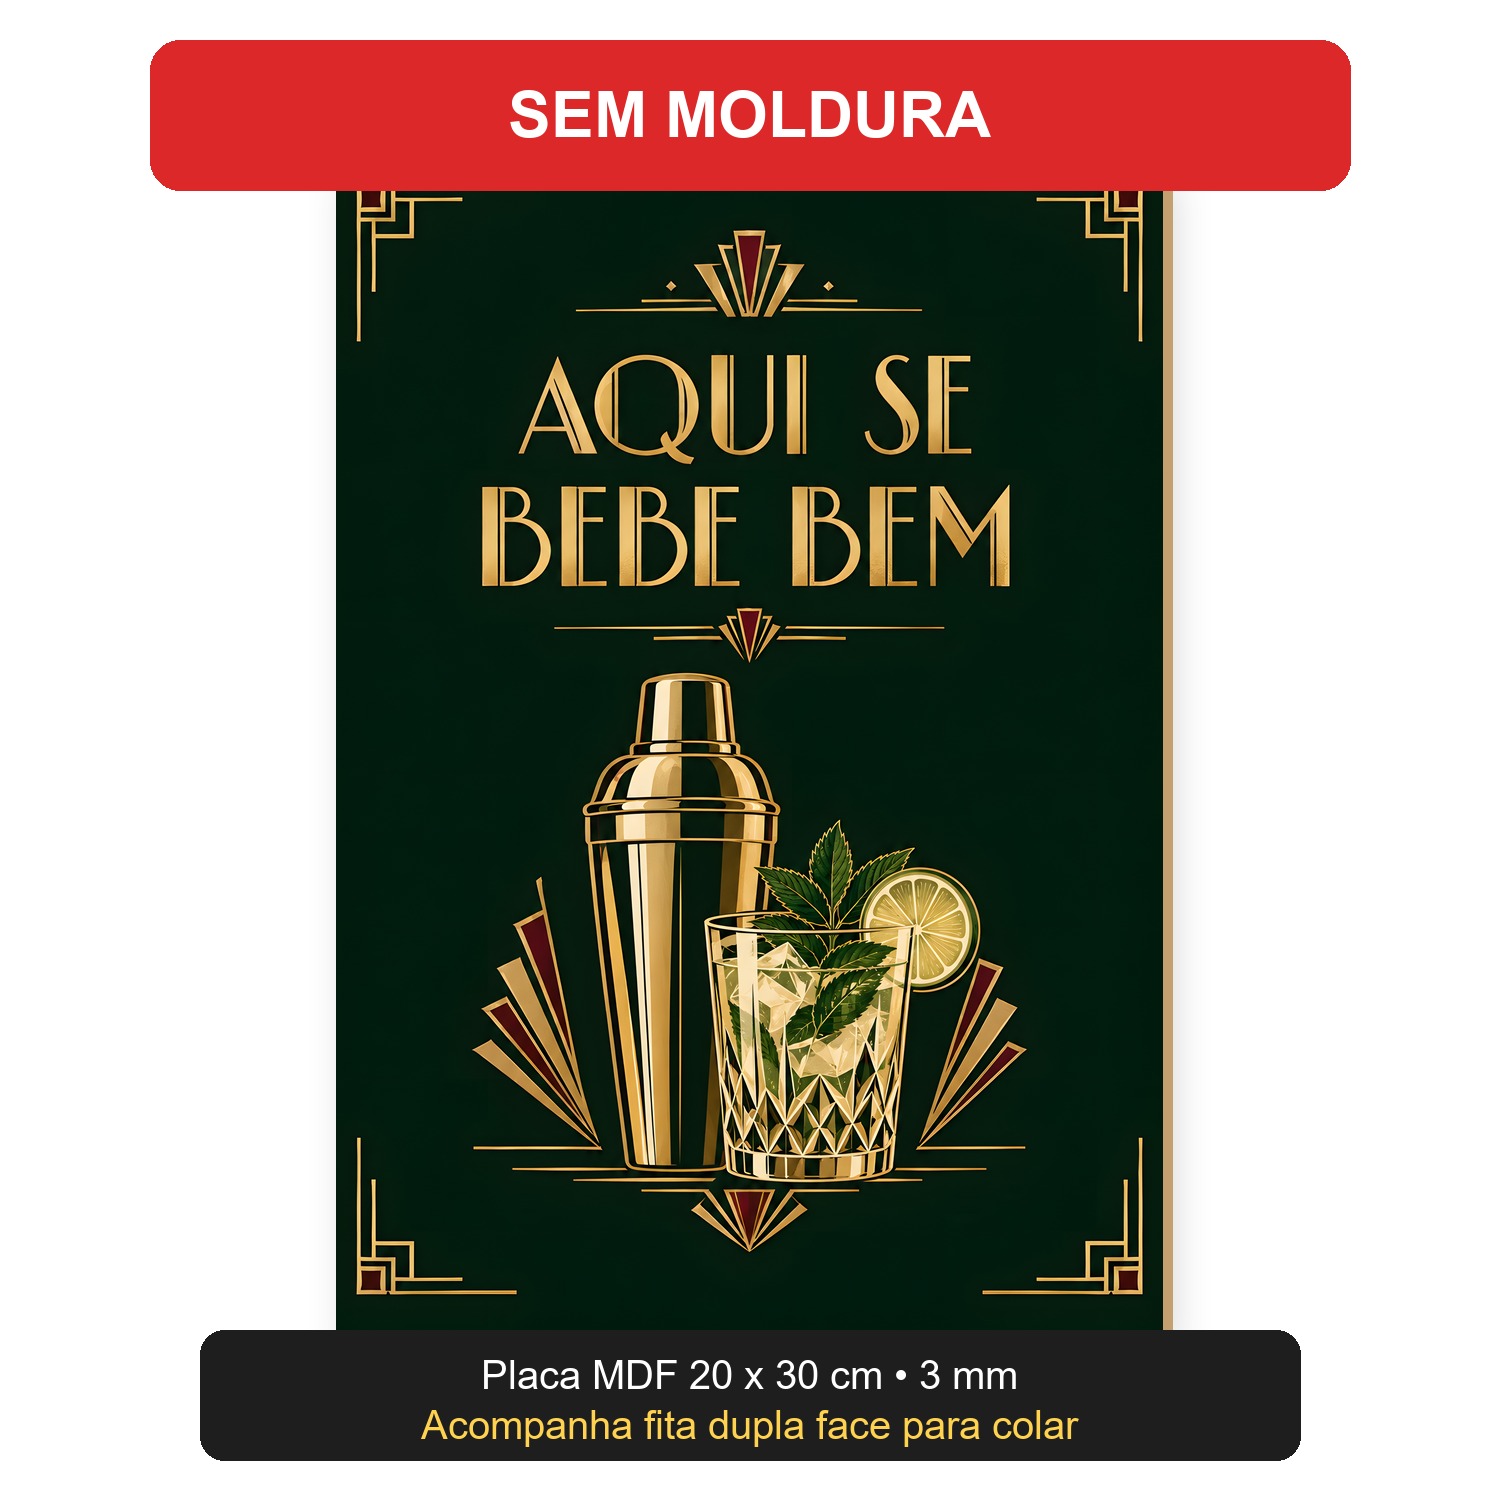 SEM MOLDURA
AQUI SE
BEBE BEM
Placa MDF 20 x 30 cm • 3 mm
Acompanha fita dupla face para colar